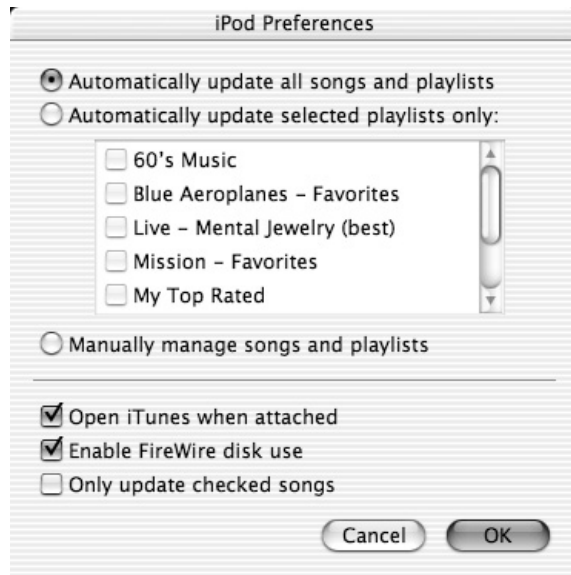 iPod Preferences
Automatically update all songs and playlists
Automatically update selected playlists only:
60's Music
Blue Aeroplanes – Favorites
Live – Mental Jewelry (best)
Mission – Favorites
My Top Rated
Manually manage songs and playlists
Open iTunes when attached
Enable FireWire disk use
Only update checked songs
Cancel OK